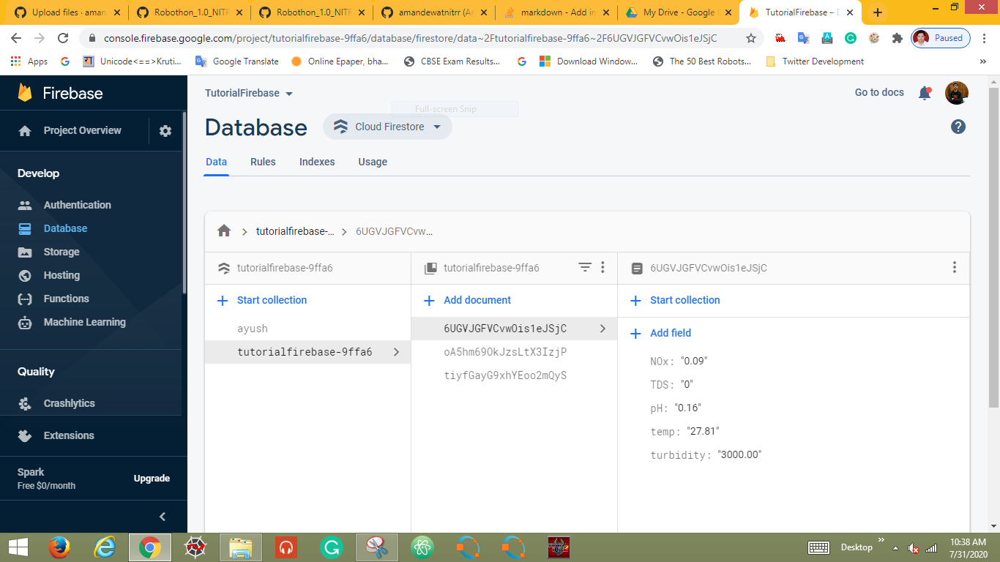 Upload files · aman
Robothon_1.0_NITR
Robothon_1.0_NITR
amandewatnitrr (Ar
markdown - Add in
My Drive - Google
TutorialFirebase – D
console.firebase.google.com/project/tutorialfirebase-9ffa6/database/firestore/data~2Ftutorialfirebase-9ffa6~2F6UGVJGFVCvwOis1eJSjC
Paused
Apps
Unicode<==>Kruti...
Google Translate
Online Epaper, bha...
CBSE Exam Results...
Download Window...
The 50 Best Robots...
Twitter Development
»
Firebase
TutorialFirebase
Go to docs
Full-screen Snip
Database
Cloud Firestore
Project Overview
Data
Rules
Indexes
Usage
Develop
Authentication
Database
Storage
Hosting
Functions
Machine Learning
Quality
Crashlytics
Extensions
Spark
Free $0/month
Upgrade
tutorialfirebase-...
6UGVJGFVCvw...
tutorialfirebase-9ffa6
tutorialfirebase-9ffa6
6UGVJGFVCvwOis1eJSjC
Start collection
Add document
Start collection
ayush
tutorialfirebase-9ffa6
6UGVJGFVCvwOis1eJSjC
oA5hm69OkJzsLtX3IzjP
tiyfGayG9xhYEoo2mQyS
Add field
NOx: "0.09"
TDS: "0"
pH: "0.16"
temp: "27.81"
turbidity: "3000.00"
Desktop
»
10:38 AM
7/31/2020